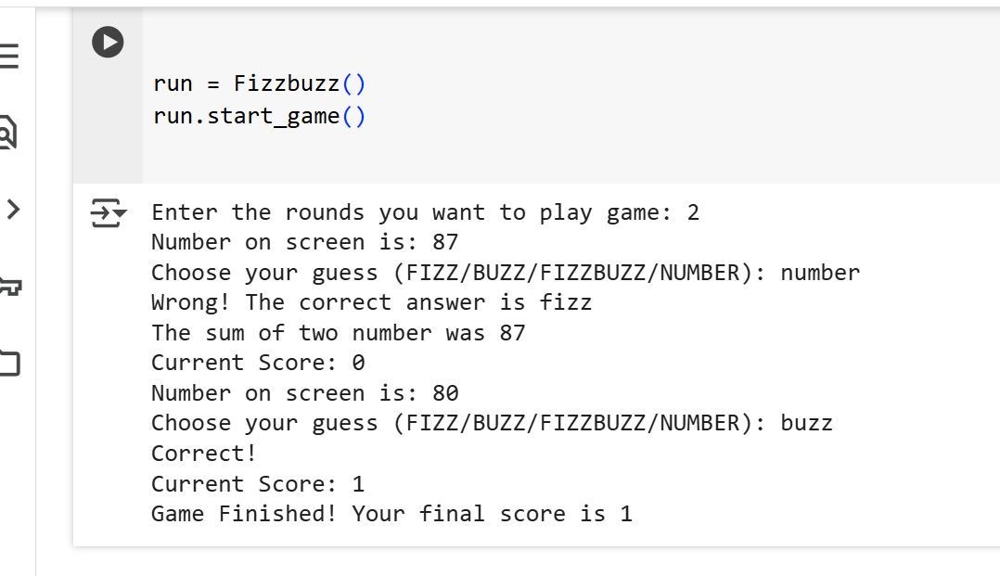 run = Fizzbuzz()
run.start_game()
Enter the rounds you want to play game: 2
Number on screen is: 87
Choose your guess (FIZZ/BUZZ/FIZZBUZZ/NUMBER): number
Wrong! The correct answer is fizz
The sum of two number was 87
Current Score: 0
Number on screen is: 80
Choose your guess (FIZZ/BUZZ/FIZZBUZZ/NUMBER): buzz
Correct!
Current Score: 1
Game Finished! Your final score is 1